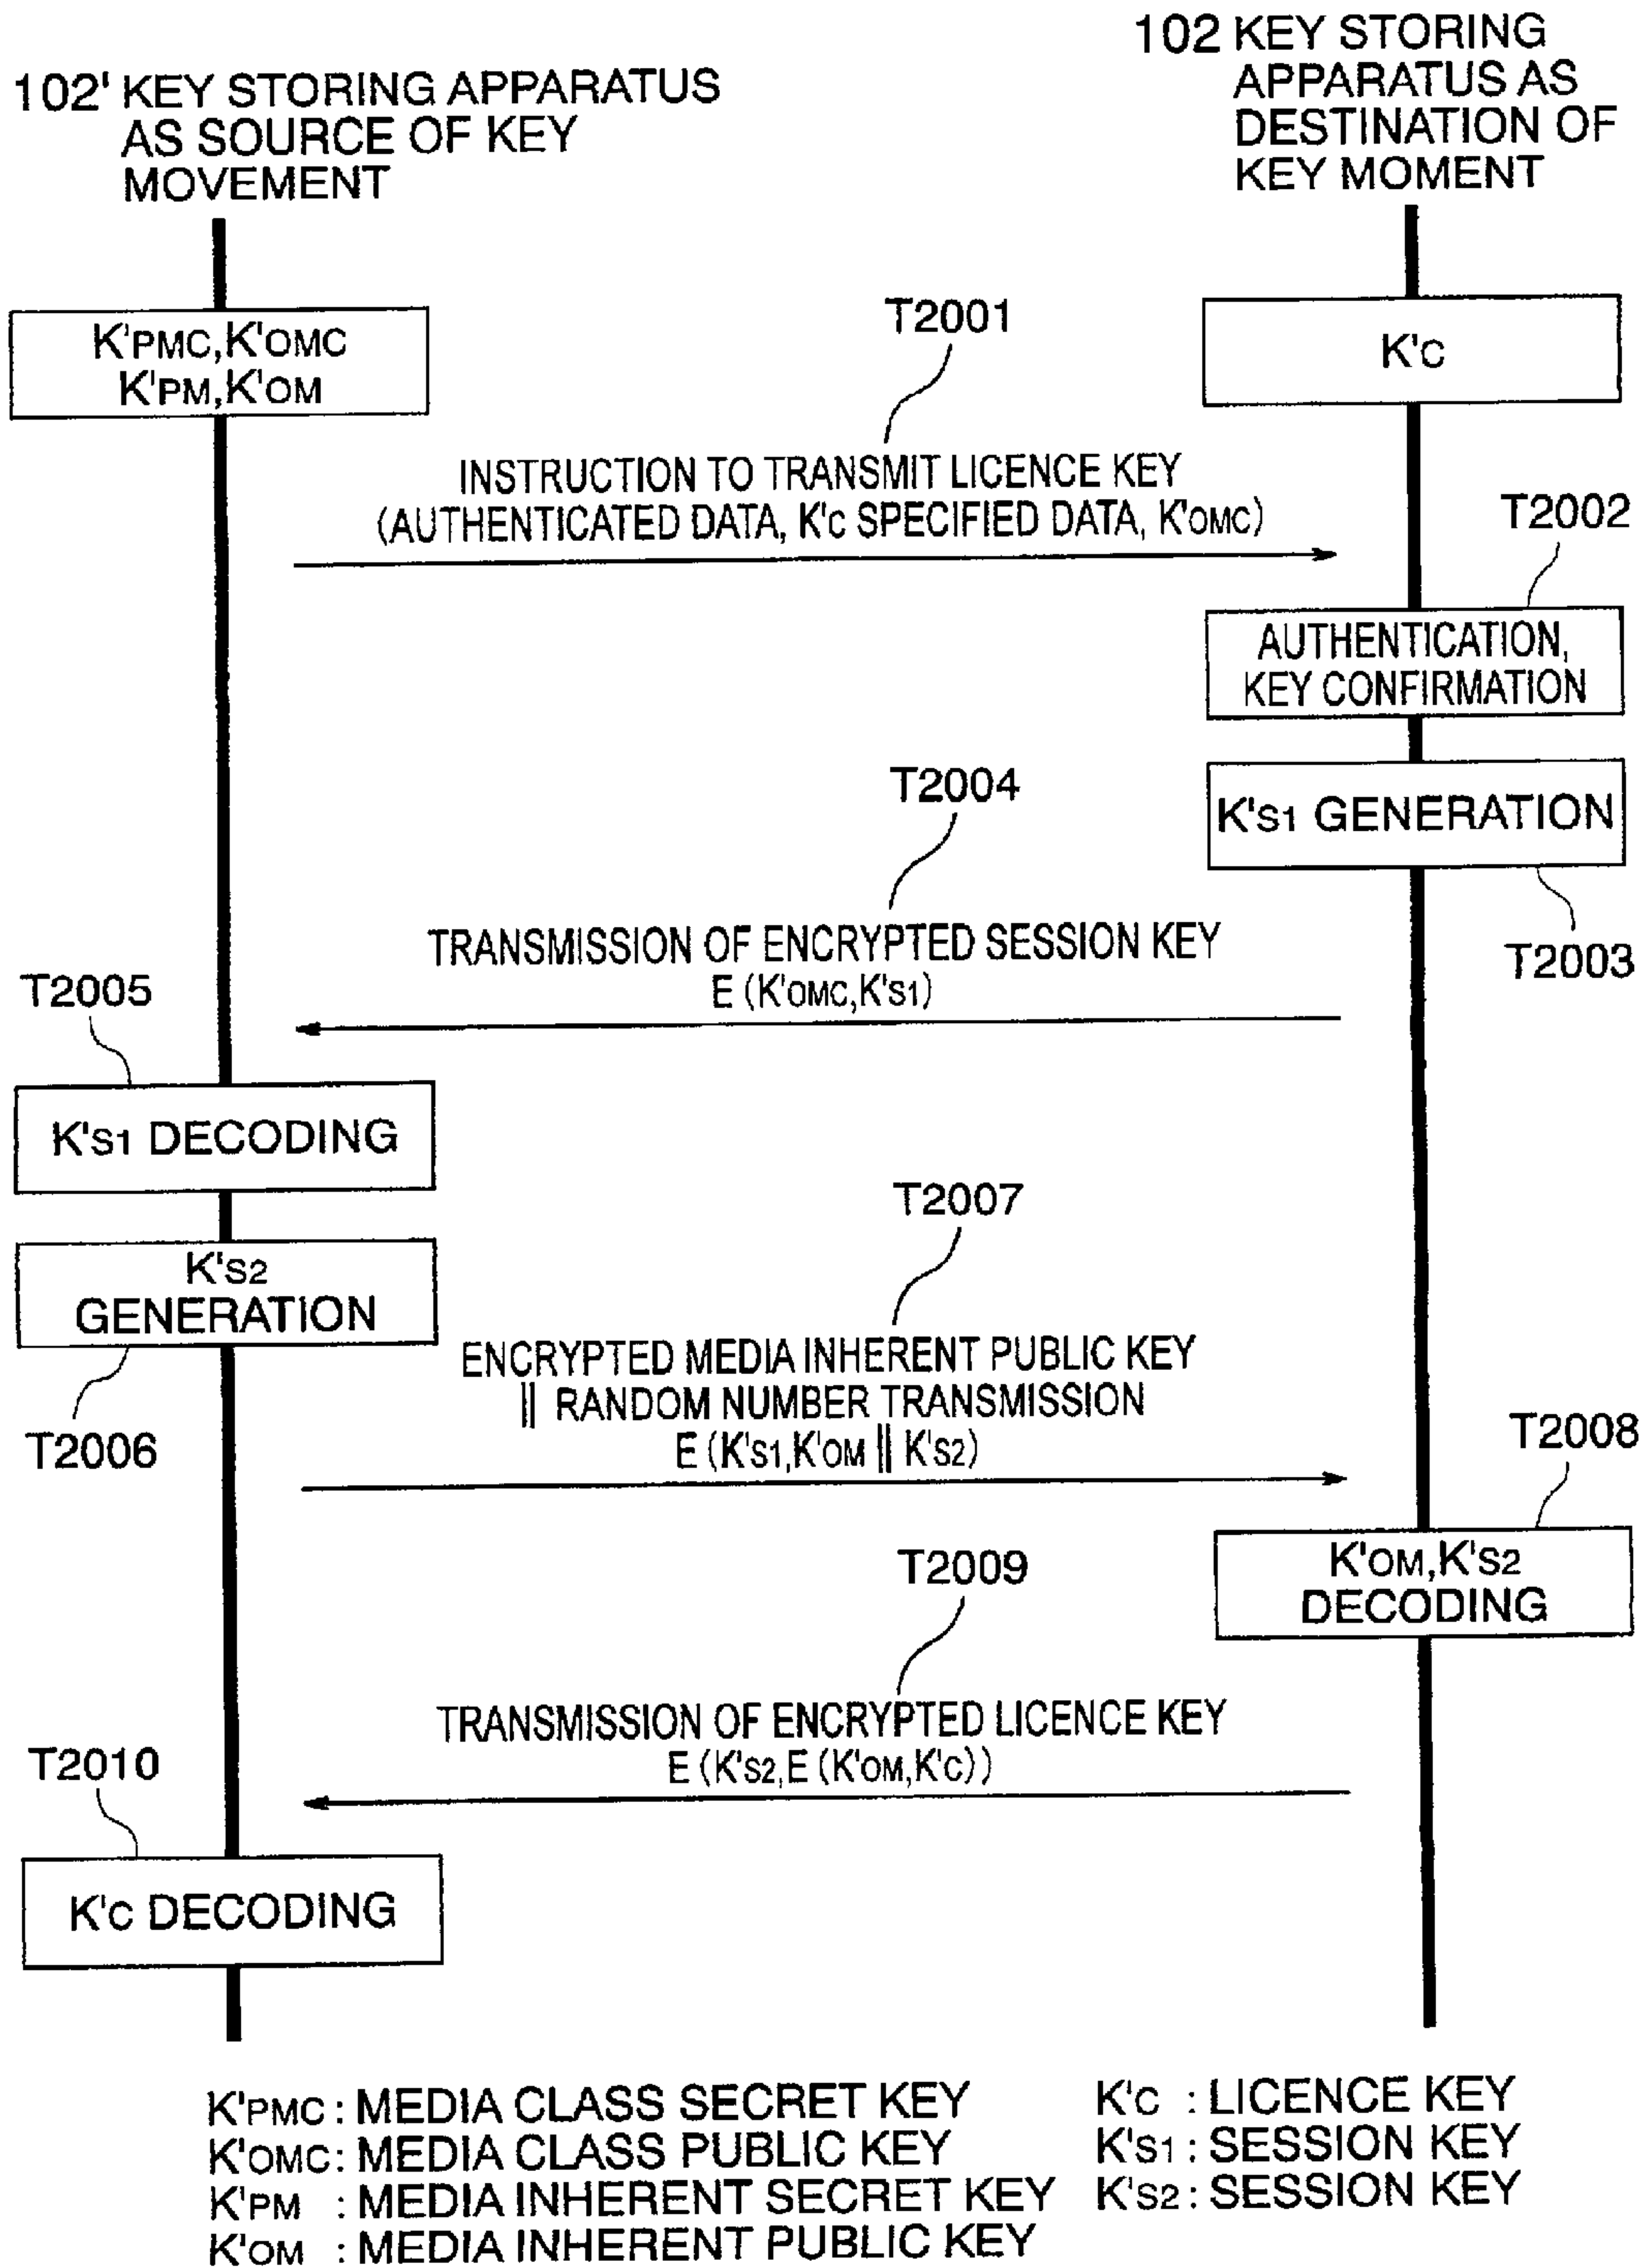 102' KEY STORING APPARATUS
AS SOURCE OF KEY
MOVEMENT
102 KEY STORING
APPARATUS AS
DESTINATION OF
KEY MOMENT
K'PMC,K'OMC
K'PM,K'OM
K'C
T2001
INSTRUCTION TO TRANSMIT LICENCE KEY
(AUTHENTICATED DATA, K'C SPECIFIED DATA, K'OMC)
T2002
AUTHENTICATION,
KEY CONFIRMATION
K'S1 GENERATION
T2003
T2004
TRANSMISSION OF ENCRYPTED SESSION KEY
E (K'OMC,K'S1)
T2005
K'S1 DECODING
K'S2
GENERATION
T2006
T2007
ENCRYPTED MEDIA INHERENT PUBLIC KEY
|| RANDOM NUMBER TRANSMISSION
E (K'S1,K'OM || K'S2)
T2008
K'OM,K'S2
DECODING
T2009
TRANSMISSION OF ENCRYPTED LICENCE KEY
E (K'S2,E (K'OM,K'C))
T2010
K'C DECODING
K'PMC : MEDIA CLASS SECRET KEY
K'OMC : MEDIA CLASS PUBLIC KEY
K'PM : MEDIA INHERENT SECRET KEY
K'OM : MEDIA INHERENT PUBLIC KEY
K'C : LICENCE KEY
K'S1 : SESSION KEY
K'S2 : SESSION KEY